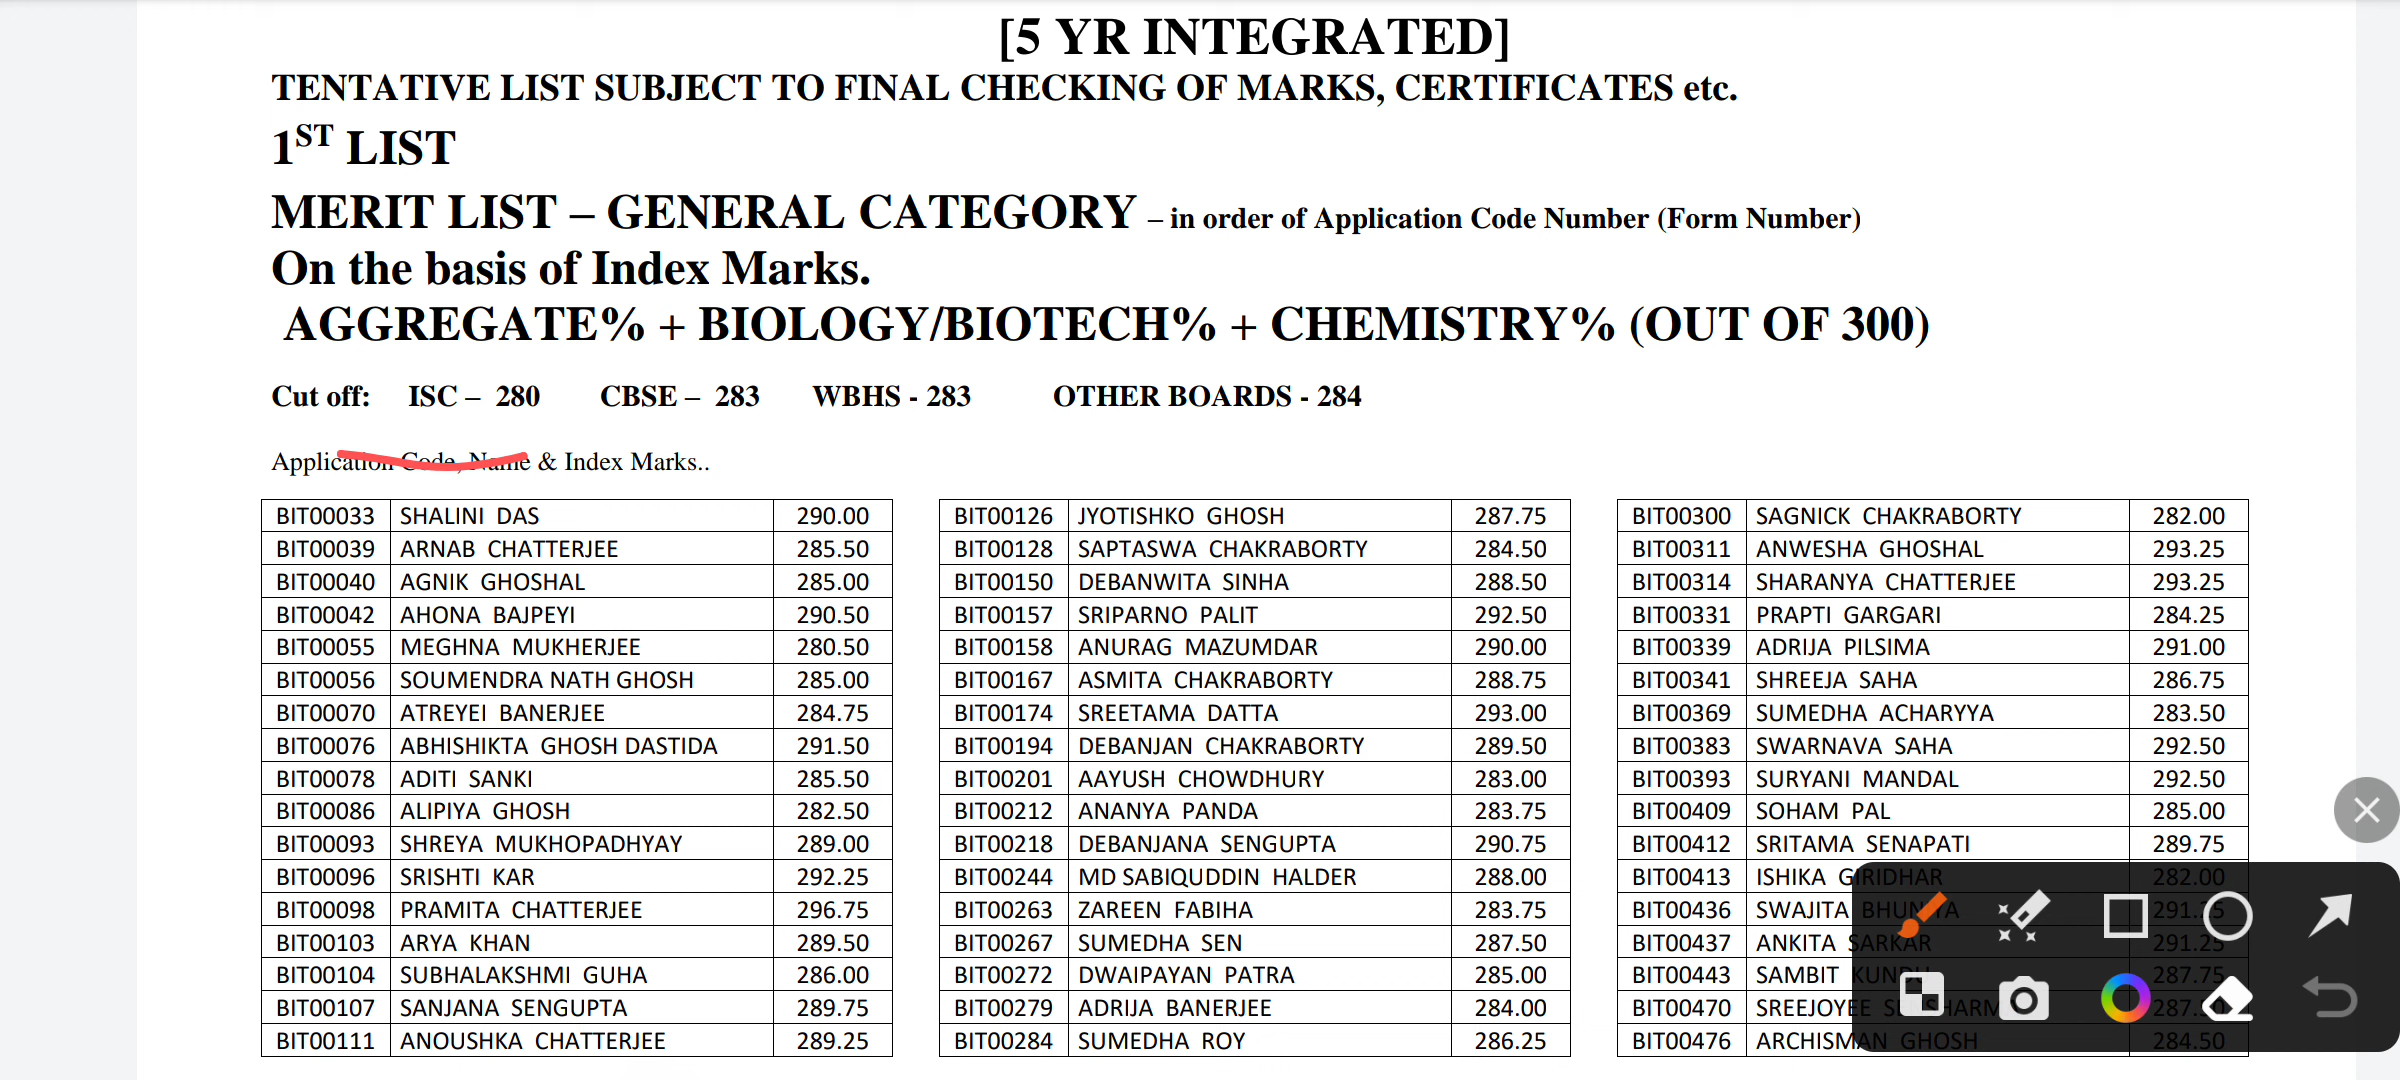 [5 YR INTEGRATED]
TENTATIVE LIST SUBJECT TO FINAL CHECKING OF MARKS, CERTIFICATES etc.
1ST LIST
MERIT LIST – GENERAL CATEGORY – in order of Application Code Number (Form Number)
On the basis of Index Marks.
AGGREGATE% + BIOLOGY/BIOTECH% + CHEMISTRY% (OUT OF 300)
Cut off: ISC – 280 CBSE – 283 WBHS - 283 OTHER BOARDS - 284
Application Code, Name & Index Marks..
BIT00033 SHALINI DAS 290.00
BIT00039 ARNAB CHATTERJEE 285.50
BIT00040 AGNIK GHOSHAL 285.00
BIT00042 AHONA BAJPEYI 290.50
BIT00055 MEGHNA MUKHERJEE 280.50
BIT00056 SOUMENDRA NATH GHOSH 285.00
BIT00070 ATREYEI BANERJEE 284.75
BIT00076 ABHISHIKTA GHOSH DASTIDA 291.50
BIT00078 ADITI SANKI 285.50
BIT00086 ALIPIYA GHOSH 282.50
BIT00093 SHREYA MUKHOPADHYAY 289.00
BIT00096 SRISHTI KAR 292.25
BIT00098 PRAMITA CHATTERJEE 296.75
BIT00103 ARYA KHAN 289.50
BIT00104 SUBHALAKSHMI GUHA 286.00
BIT00107 SANJANA SENGUPTA 289.75
BIT00111 ANOUSHKA CHATTERJEE 289.25
BIT00126 JYOTISHKO GHOSH 287.75
BIT00128 SAPTASWA CHAKRABORTY 284.50
BIT00150 DEBANWITA SINHA 288.50
BIT00157 SRIPARNO PALIT 292.50
BIT00158 ANURAG MAZUMDAR 290.00
BIT00167 ASMITA CHAKRABORTY 288.75
BIT00174 SREETAMA DATTA 293.00
BIT00194 DEBANJAN CHAKRABORTY 289.50
BIT00201 AAYUSH CHOWDHURY 283.00
BIT00212 ANANYA PANDA 283.75
BIT00218 DEBANJANA SENGUPTA 290.75
BIT00244 MD SABIQUDDIN HALDER 288.00
BIT00263 ZAREEN FABIHA 283.75
BIT00267 SUMEDHA SEN 287.50
BIT00272 DWAIPAYAN PATRA 285.00
BIT00279 ADRIJA BANERJEE 284.00
BIT00284 SUMEDHA ROY 286.25
BIT00300 SAGNICK CHAKRABORTY 282.00
BIT00311 ANWESHA GHOSHAL 293.25
BIT00314 SHARANYA CHATTERJEE 293.25
BIT00331 PRAPTI GARGARI 284.25
BIT00339 ADRIJA PILSIMA 291.00
BIT00341 SHREEJA SAHA 286.75
BIT00369 SUMEDHA ACHARYYA 283.50
BIT00383 SWARNAVA SAHA 292.50
BIT00393 SURYANI MANDAL 292.50
BIT00409 SOHAM PAL 285.00
BIT00412 SRITAMA SENAPATI 289.75
BIT00413 ISHIKA GIRIDHAR 282.00
BIT00436 SWAJITA
BIT00437 ANKITA SARKAR 291.25
BIT00443 SAMBIT KUNDU 287.75
BIT00470 SREEJOYEE
BIT00476 ARCHISMAN GHOSH 284.50